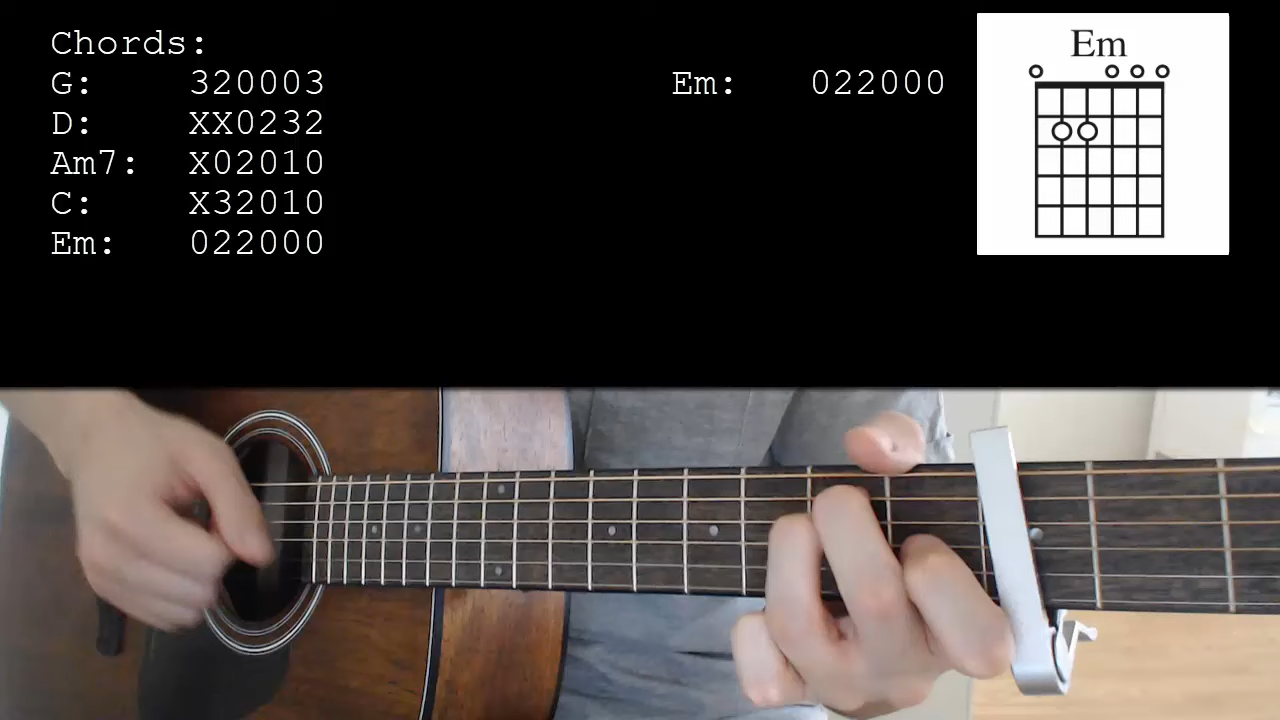 Chords:
G: 320003
D: XX0232
Am7: X02010
C: X32010
Em: 022000
Em: 022000
Em